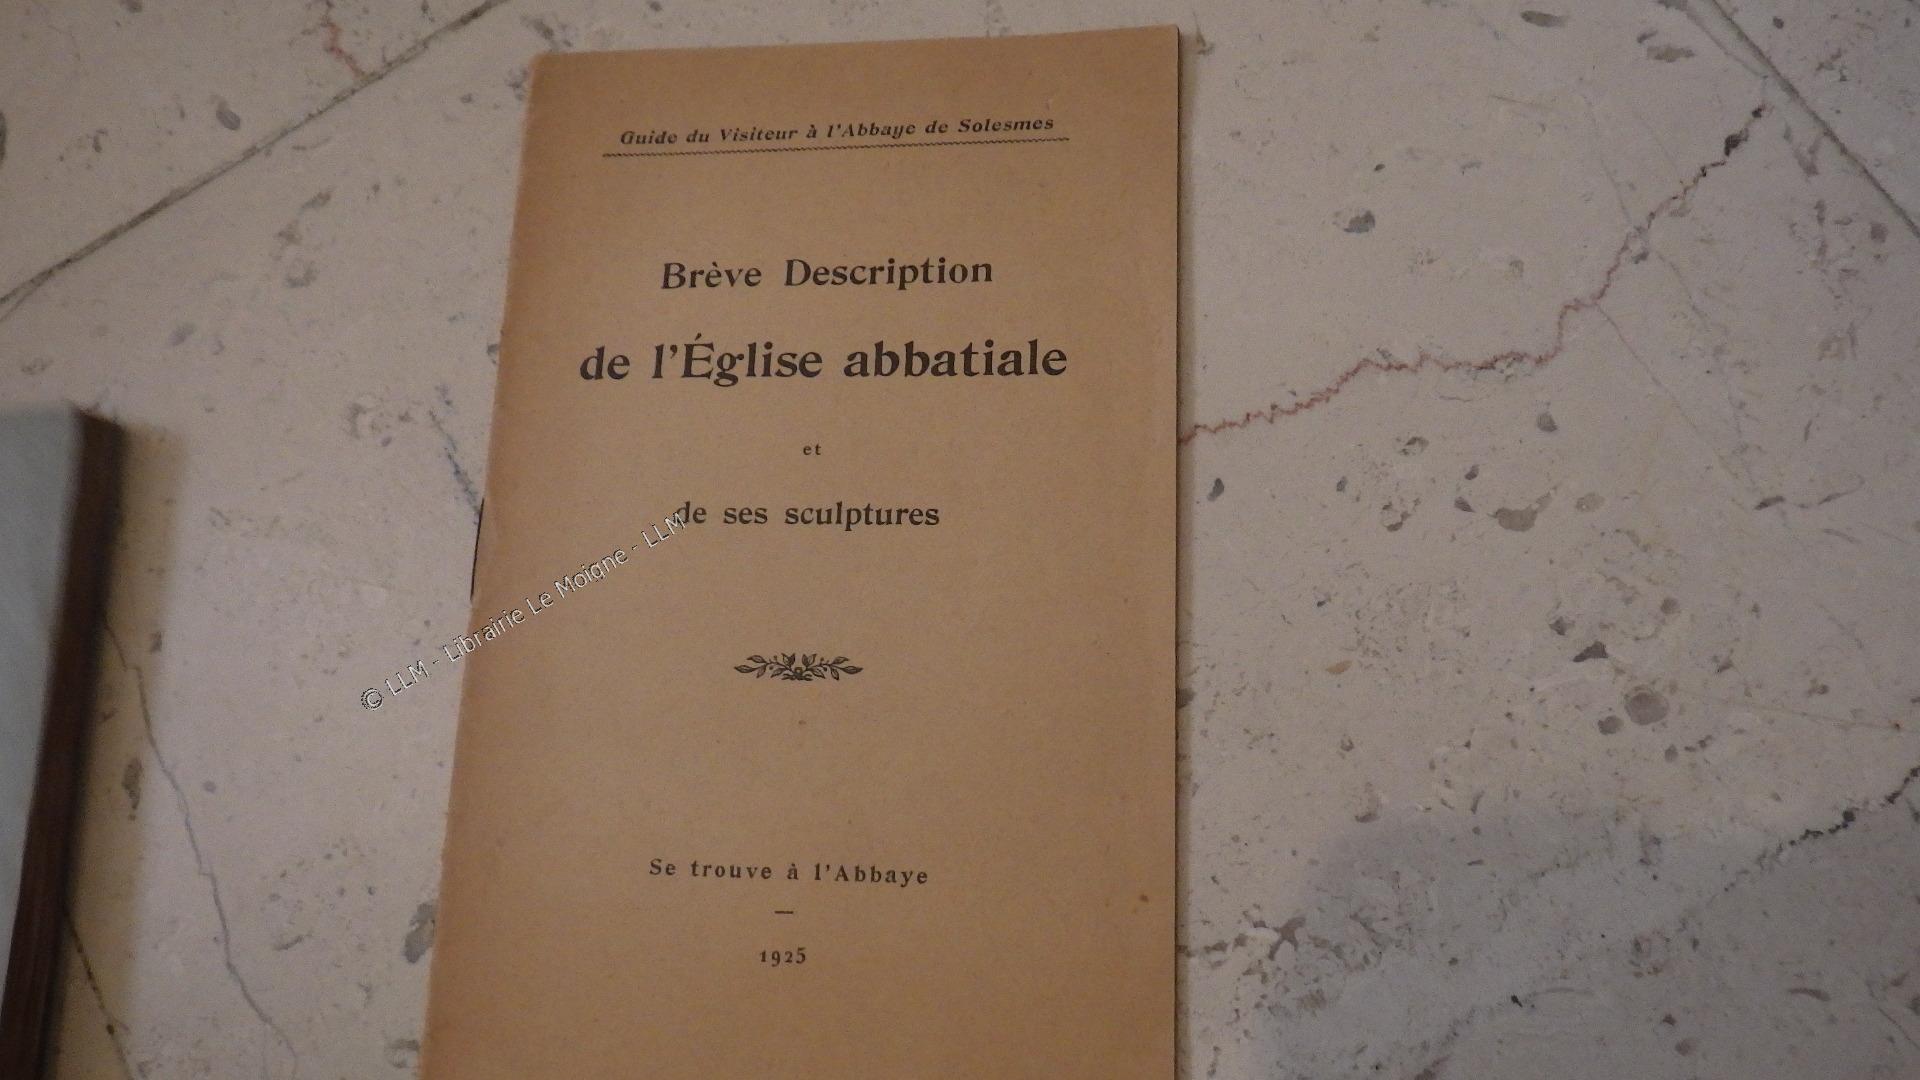 Guide du Visiteur à l'Abbaye de Solesmes
Brève Description
de l'Église abbatiale
et
de ses sculptures
© LLM - Librairie Le Moigne - LLM
Se trouve à l'Abbaye
1925